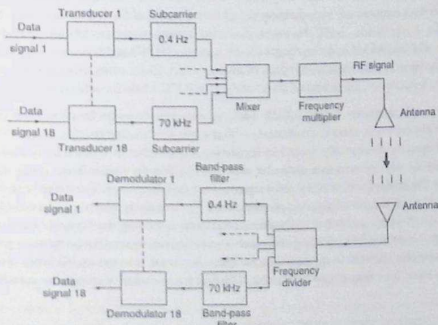 Transducer 1
Subcarrier
Data
signal 1
0.4 Hz
RF signal
Data
signal 18
70 kHz
Mixer
Frequency
multiplier
Antenna
Transducer 18
Subcarrier
Demodulator 1
Band-pass
filter
Antenna
Data
signal 1
0.4 Hz
Data
signal 18
70 kHz
Frequency
divider
Demodulator 18
Band-pass
filter